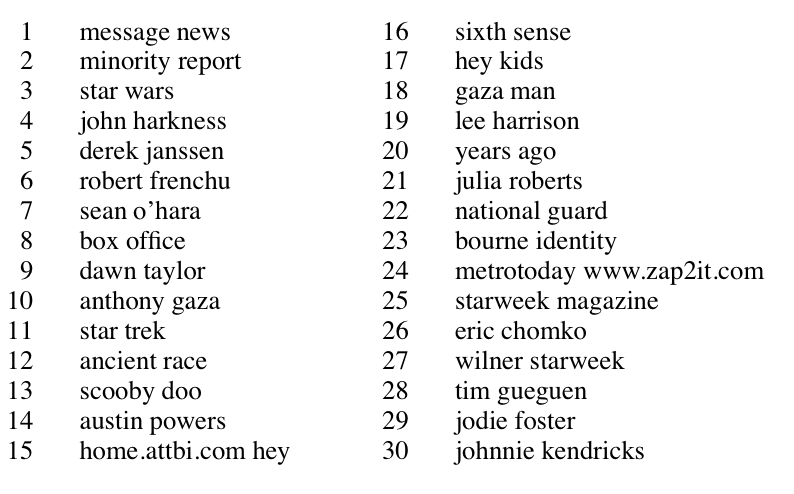 1 message news
2 minority report
3 star wars
4 john harkness
5 derek janssen
6 robert frenchu
7 sean o'hara
8 box office
9 dawn taylor
10 anthony gaza
11 star trek
12 ancient race
13 scooby doo
14 austin powers
15 home.attbi.com hey
16 sixth sense
17 hey kids
18 gaza man
19 lee harrison
20 years ago
21 julia roberts
22 national guard
23 bourne identity
24 metrotoday www.zap2it.com
25 starweek magazine
26 eric chomko
27 wilner starweek
28 tim gueguen
29 jodie foster
30 johnnie kendricks